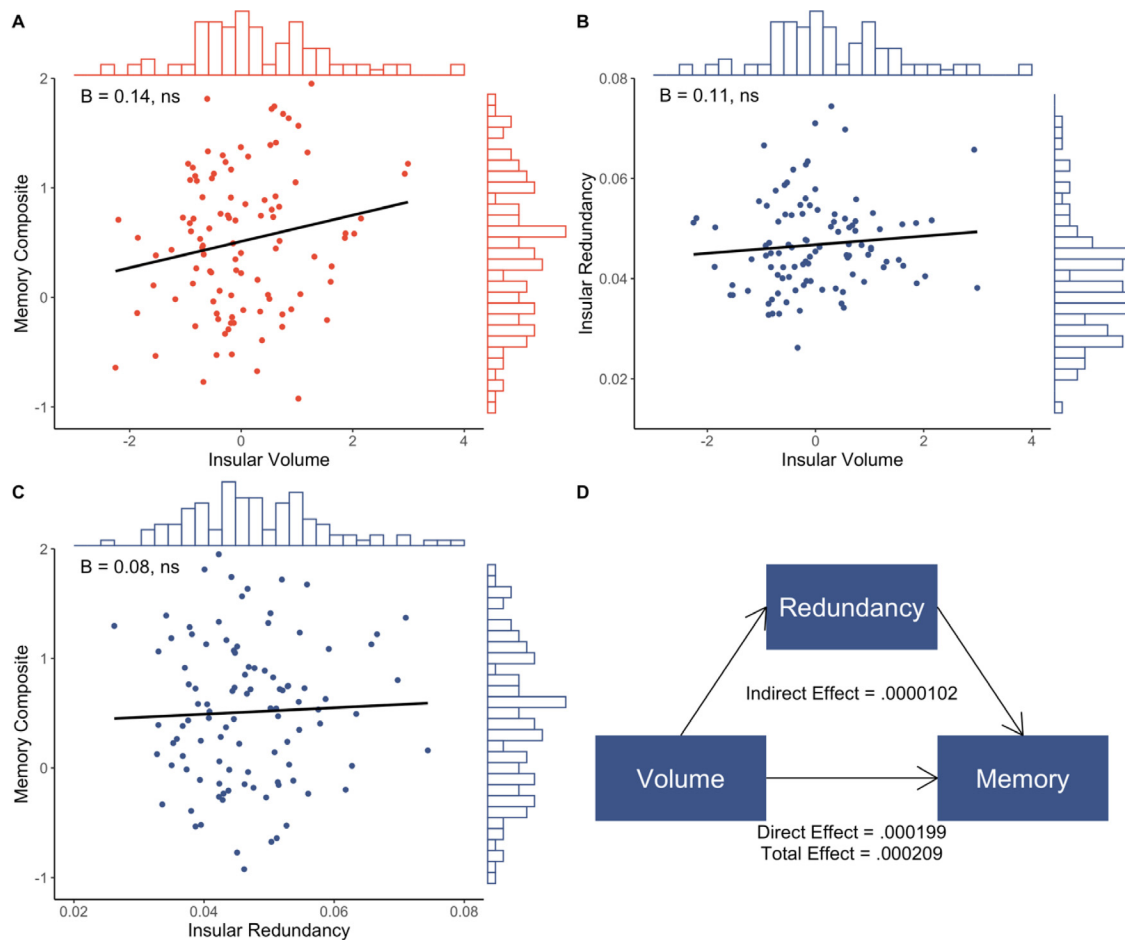 A
B = 0.14, ns
2
1
0
-1
Memory Composite
-2
0
2
4
Insular Volume
B
B = 0.11, ns
0.08
0.06
0.04
0.02
Insular Redundancy
-2
0
2
4
Insular Volume
C
B = 0.08, ns
2
1
0
-1
Memory Composite
0.02
0.04
0.06
0.08
Insular Redundancy
D
Redundancy
Indirect Effect = .0000102
Volume
Memory
Direct Effect = .000199
Total Effect = .000209